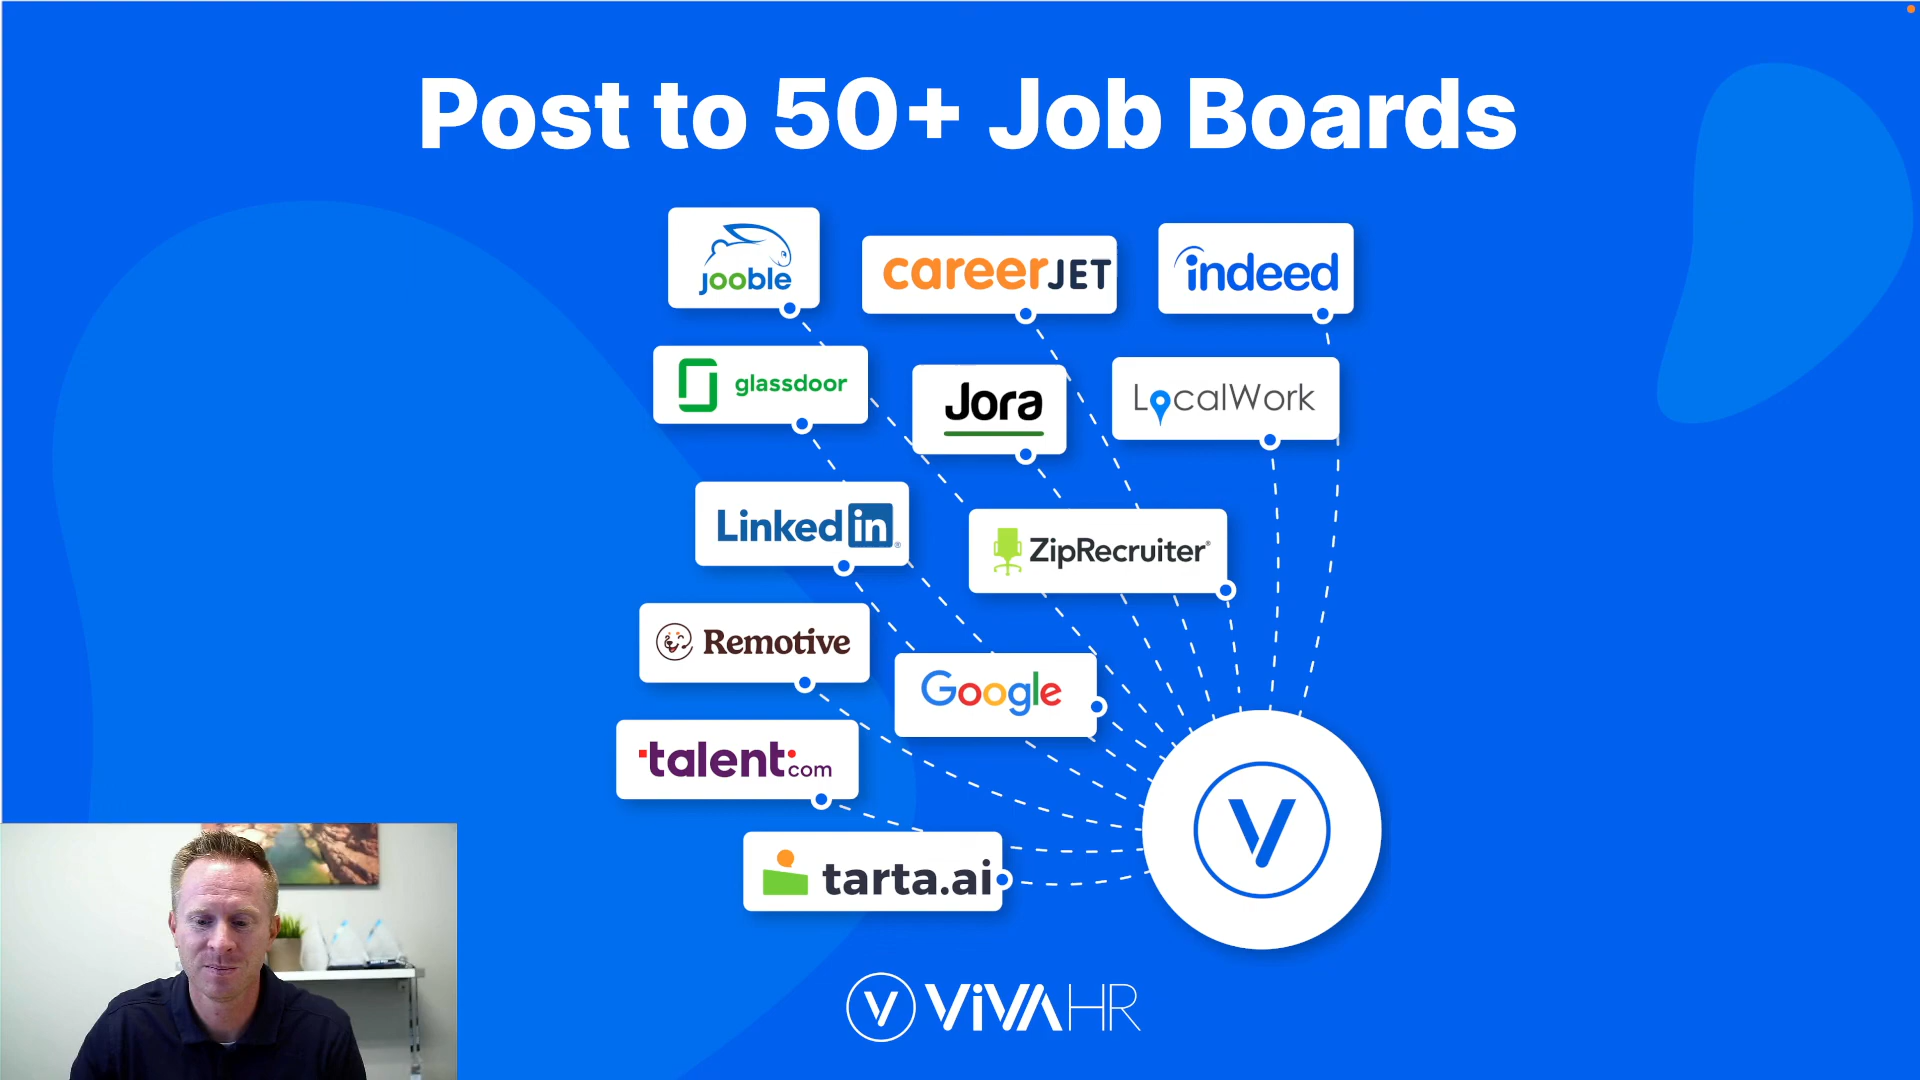 Post to 50+ Job Boards
jooble
careerJET
indeed
glassdoor
Jora
LocalWork
Linkedin®
ZipRecruiter®
Remotive
Google
talent.com
tarta.ai
ViVAHR